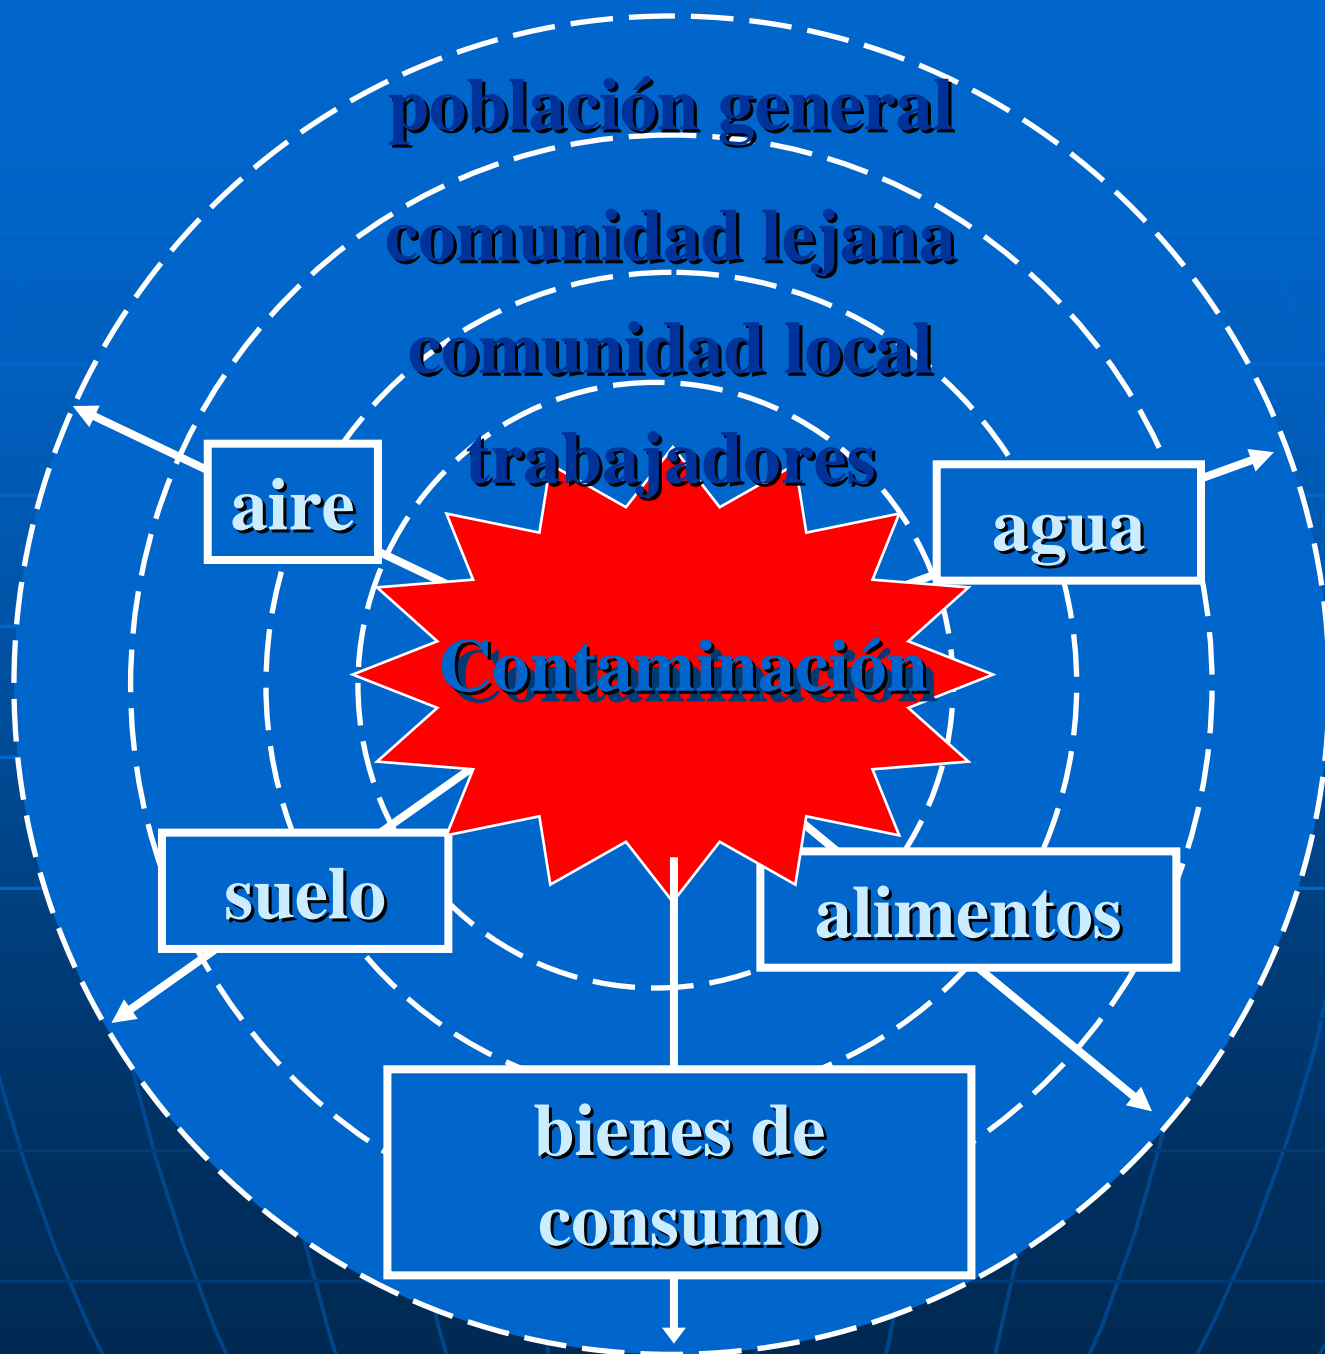 población general
comunidad lejana
comunidad local
trabajadores
aire
agua
Contaminación
suelo
alimentos
bienes de
consumo